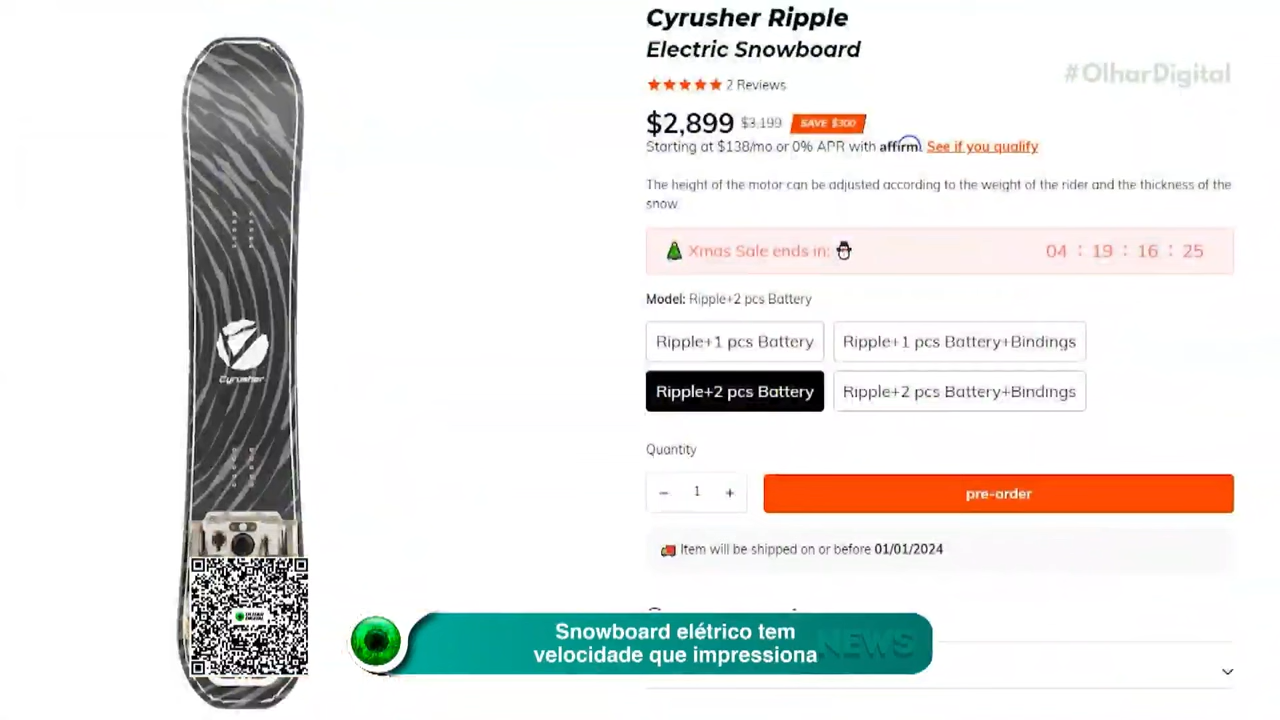 Cyrusher Ripple
Electric Snowboard
2 Reviews
#OlharDigital
$2,899 $3,199 SAVE $300
Starting at $138/mo or 0% APR with affirm. See if you qualify
The height of the motor can be adjusted according to the weight of the rider and the thickness of the
snow.
Xmas Sale ends in: 04 : 19 : 16 : 25
Model: Ripple+2 pcs Battery
Ripple+1 pcs Battery Ripple+1 pcs Battery+Bindings
Ripple+2 pcs Battery Ripple+2 pcs Battery+Bindings
Cyrusher
Quantity
− 1 + pre-order
Item will be shipped on or before 01/01/2024
OLHAR
DIGITAL
Snowboard elétrico tem
velocidade que impressiona
NEWS